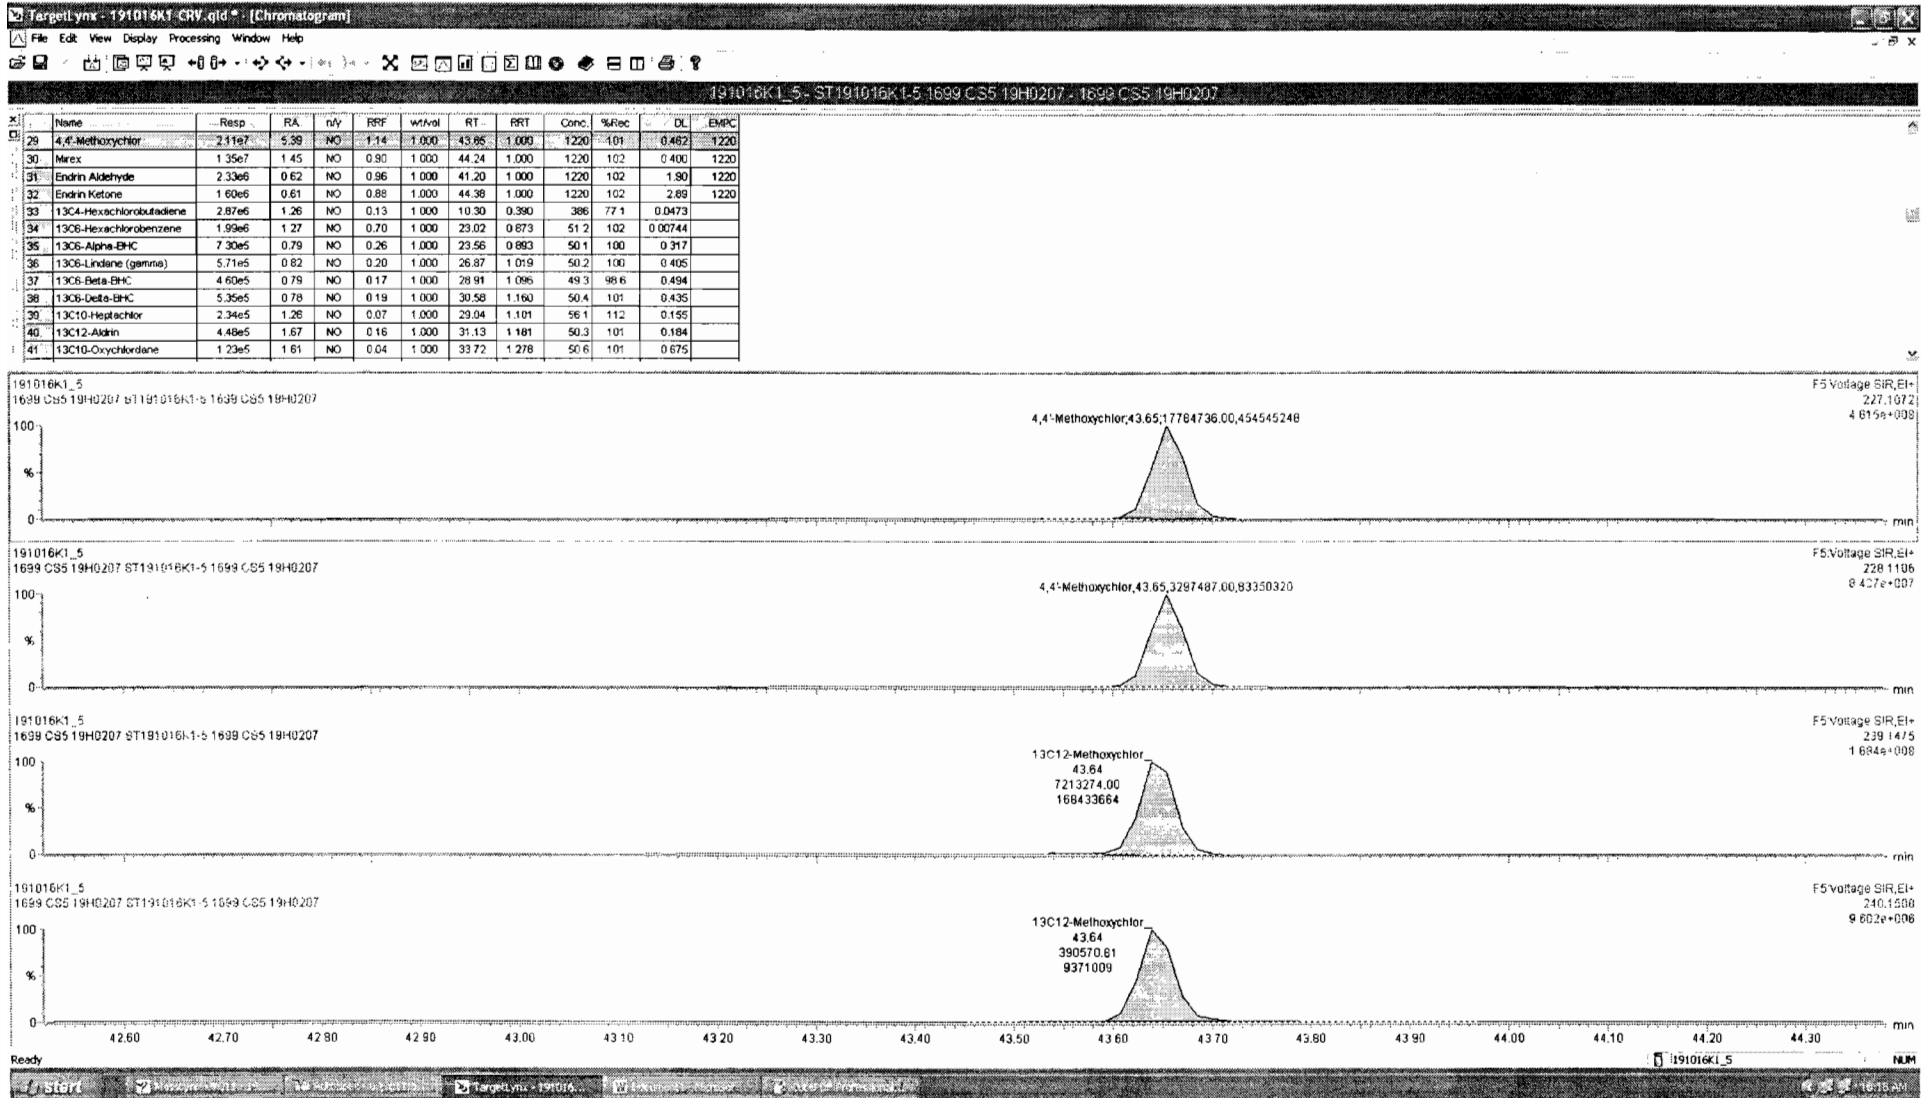 TargetLynx - 191016K1-CRV.qld * - [Chromatogram]
File Edit View Display Processing Window Help
191016K1_5 - ST191016K1-5 1699 CS5 19H0207 - 1699 CS5 19H0207
Name Resp RA n/y RRF wt/vol RT RRT Conc. %Rec DL EMPC
29 4,4'-Methoxychlor 2.11e7 5.39 NO 1.14 1.000 43.65 1.000 1220 101 0.462 1220
30 Mirex 1.35e7 1.45 NO 0.90 1.000 44.24 1.000 1220 102 0.400 1220
31 Endrin Aldehyde 2.33e6 0.62 NO 0.96 1.000 41.20 1.000 1220 102 1.90 1220
32 Endrin Ketone 1.60e6 0.61 NO 0.88 1.000 44.38 1.000 1220 102 2.89 1220
33 13C4-Hexachlorobutadiene 2.87e6 1.26 NO 0.13 1.000 10.30 0.390 386 77.1 0.0473
34 13C6-Hexachlorobenzene 1.99e6 1.27 NO 0.70 1.000 23.02 0.873 51.2 102 0.00744
35 13C6-Alpha-BHC 7.30e5 0.79 NO 0.26 1.000 23.56 0.893 50.1 100 0.317
36 13C6-Lindane (gamma) 5.71e5 0.82 NO 0.20 1.000 26.87 1.019 50.2 100 0.405
37 13C6-Beta-BHC 4.60e5 0.79 NO 0.17 1.000 28.91 1.096 49.3 98.6 0.494
38 13C6-Delta-BHC 5.35e5 0.78 NO 0.19 1.000 30.58 1.160 50.4 101 0.435
39 13C10-Heptachlor 2.34e5 1.26 NO 0.07 1.000 29.04 1.101 56.1 112 0.155
40 13C12-Aldrin 4.48e5 1.67 NO 0.16 1.000 31.13 1.181 50.3 101 0.184
41 13C10-Oxychlordane 1.23e5 1.61 NO 0.04 1.000 33.72 1.278 50.6 101 0.675
191016K1_5
1699 CS5 19H0207 ST191016K1-5 1699 CS5 19H0207
F5:Voltage SIR,EI+
227.1072
4.615e+008
4,4'-Methoxychlor;43.65;17764736.00,454545248
100
%
0
min
191016K1_5
1699 CS5 19H0207 ST191016K1-5 1699 CS5 19H0207
F5:Voltage SIR,EI+
228.1106
8.407e+007
4,4'-Methoxychlor,43.65,3297487.00,83350320
100
%
0
min
191016K1_5
1699 CS5 19H0207 ST191016K1-5 1699 CS5 19H0207
F5:Voltage SIR,EI+
239.1475
1.684e+008
13C12-Methoxychlor
43.64
7213274.00
168433664
100
%
0
min
191016K1_5
1699 CS5 19H0207 ST191016K1-5 1699 CS5 19H0207
F5:Voltage SIR,EI+
240.1508
9.602e+006
13C12-Methoxychlor
43.64
390570.61
9371009
100
%
0
42.60 42.70 42.80 42.90 43.00 43.10 43.20 43.30 43.40 43.50 43.60 43.70 43.80 43.90 44.00 44.10 44.20 44.30 min
Ready 191016K1_5 NUM
start TargetLynx - 191016... 10:18 AM